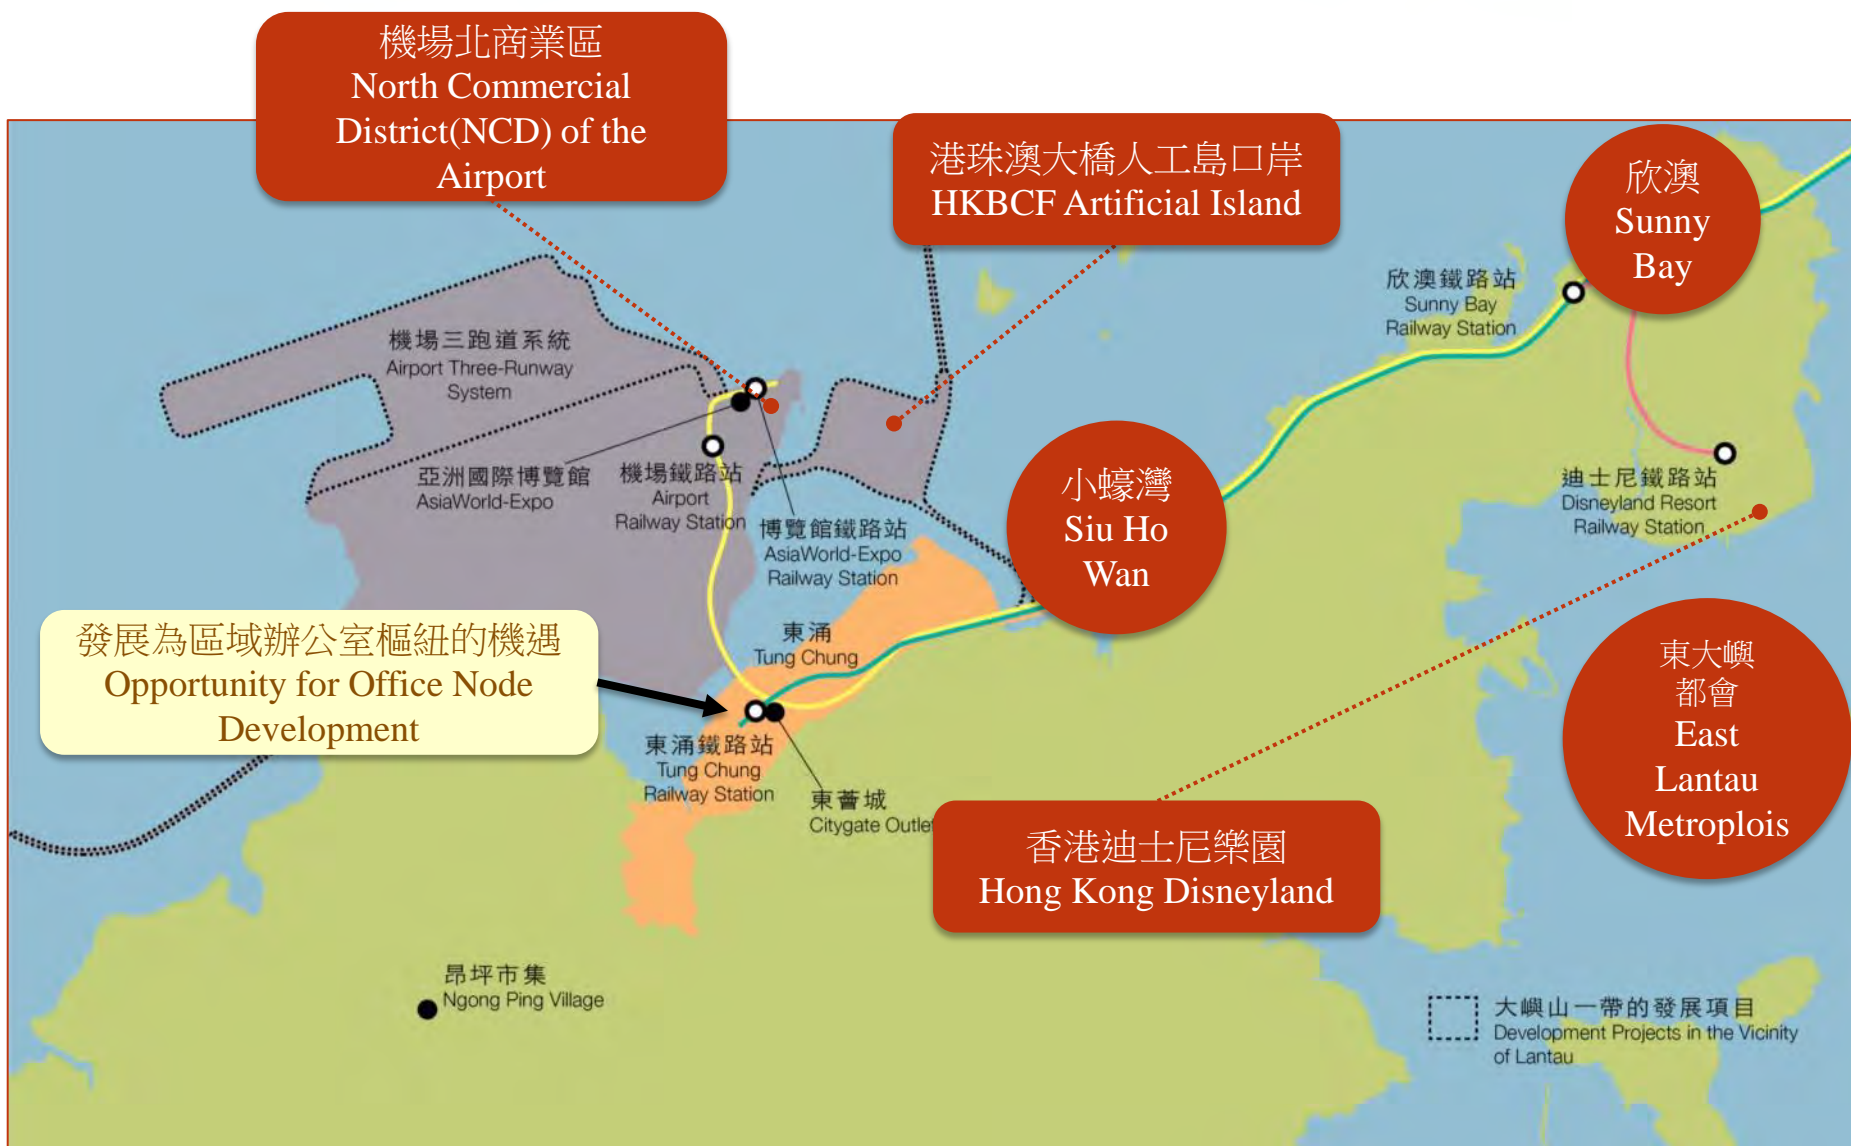 機場北商業區
North Commercial
District(NCD) of the
Airport
港珠澳大橋人工島口岸
HKBCF Artificial Island
欣澳
Sunny
Bay
欣澳鐵路站
Sunny Bay
Railway Station
機場三跑道系統
Airport Three-Runway
System
亞洲國際博覽館
AsiaWorld-Expo
機場鐵路站
Airport
Railway Station
博覽館鐵路站
AsiaWorld-Expo
Railway Station
小蠔灣
Siu Ho
Wan
迪士尼鐵路站
Disneyland Resort
Railway Station
發展為區域辦公室樞紐的機遇
Opportunity for Office Node
Development
東涌
Tung Chung
東涌鐵路站
Tung Chung
Railway Station
東薈城
Citygate Outle
東大嶼
都會
East
Lantau
Metroplois
香港迪士尼樂園
Hong Kong Disneyland
昂坪市集
Ngong Ping Village
大嶼山一帶的發展項目
Development Projects in the Vicinity
of Lantau